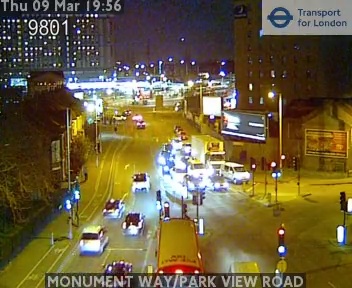 Thu 09 Mar 19:56
9801
Transport
for London
MONUMENT WAY/PARK VIEW ROAD